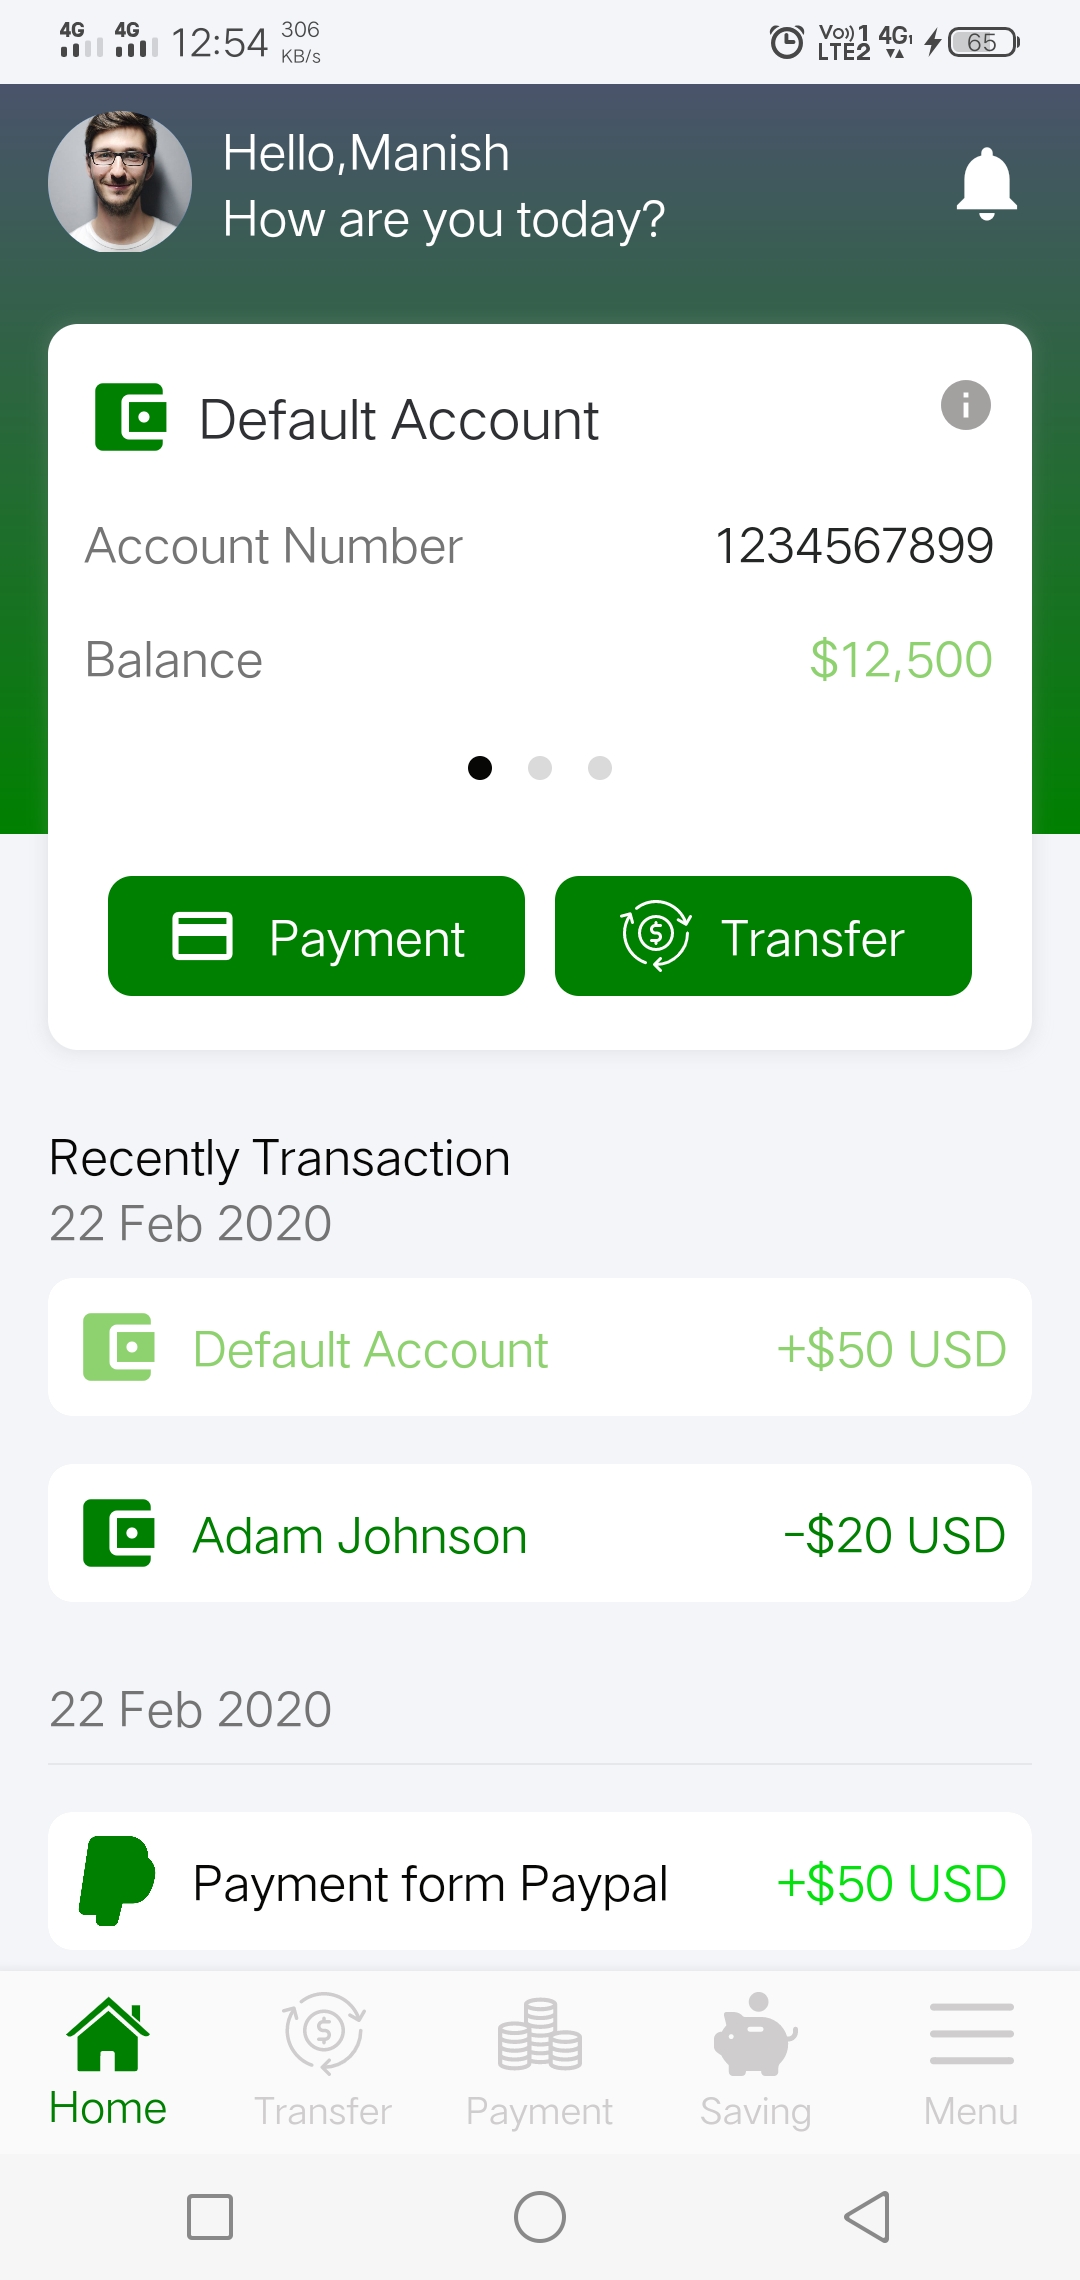 4G 4G 12:54 306 KB/s Vo)) 1 LTE2 4G1 65
Hello,Manish
How are you today?
Default Account
Account Number 1234567899
Balance $12,500
Payment Transfer
Recently Transaction
22 Feb 2020
Default Account +$50 USD
Adam Johnson -$20 USD
22 Feb 2020
Payment form Paypal +$50 USD
Home Transfer Payment Saving Menu